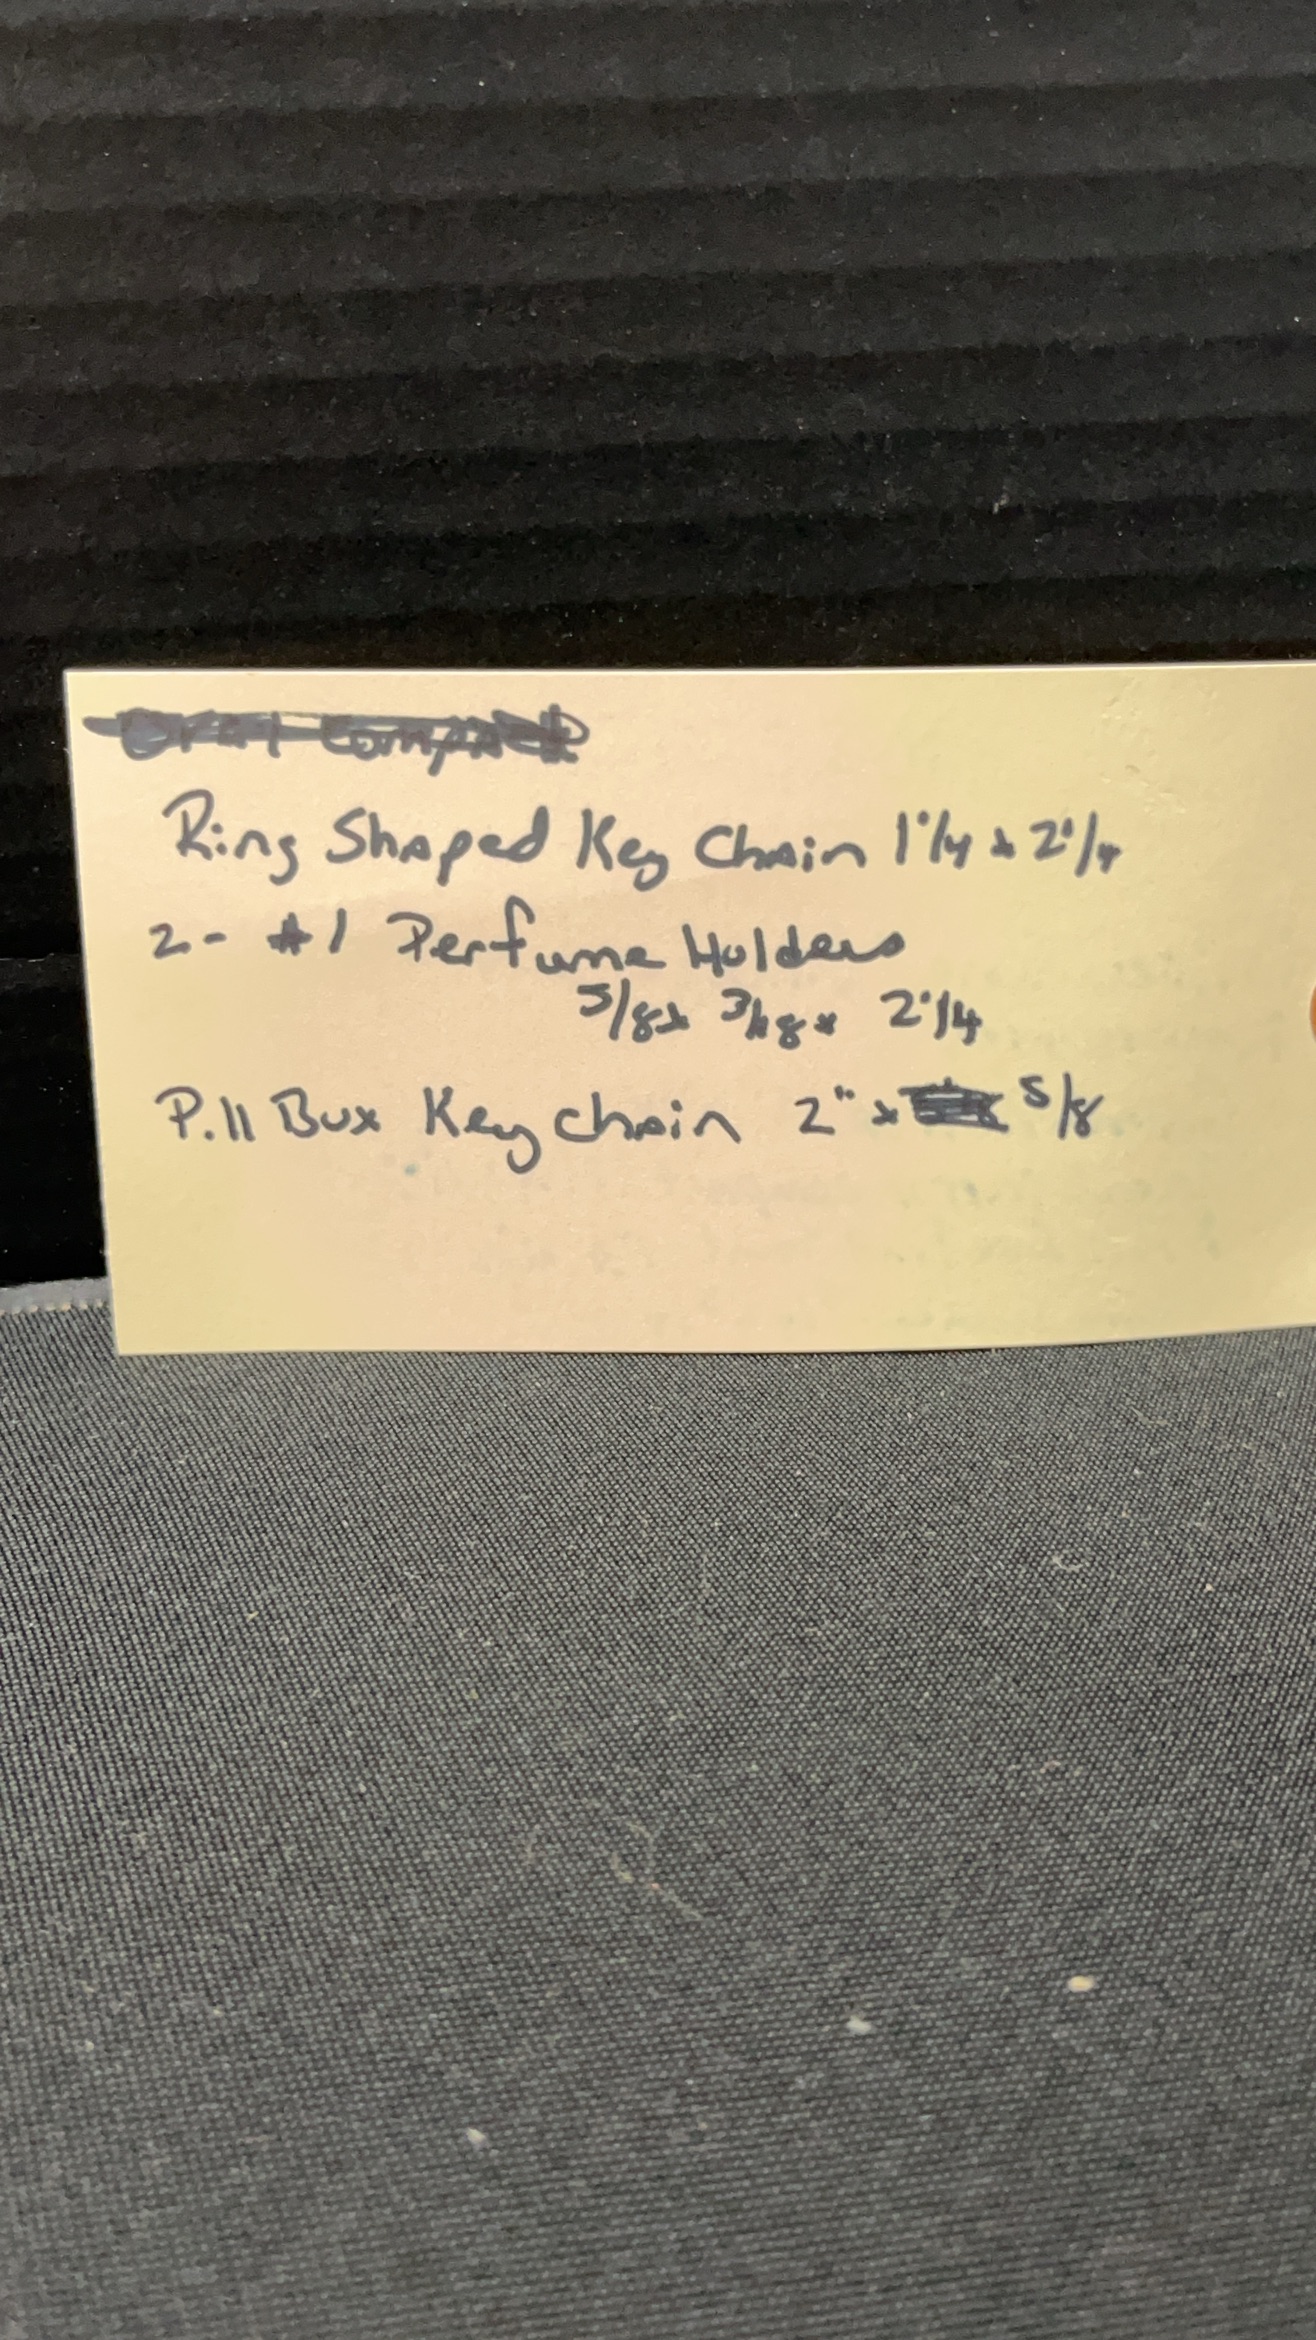 Ring Shaped Key Chain 1 1/4 x 2 1/4
2 - #1 Perfume Holders
5/8 x 3/8 x 2 1/4
Pill Box Key chain 2" x 5/8